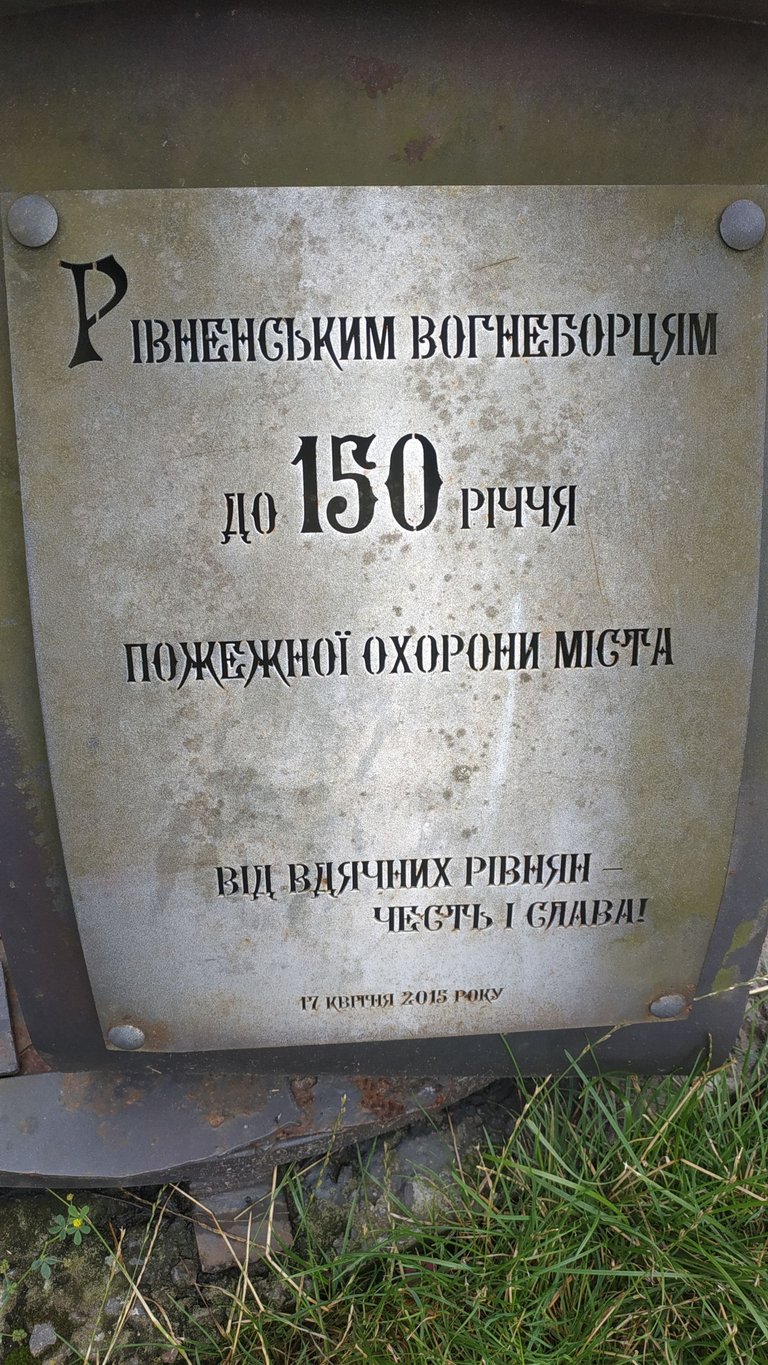 Рівненським вогнеборцям
до 150 річчя
пожежної охорони міста
від вдячних рівнян –
честь і слава!
17 квітня 2015 року